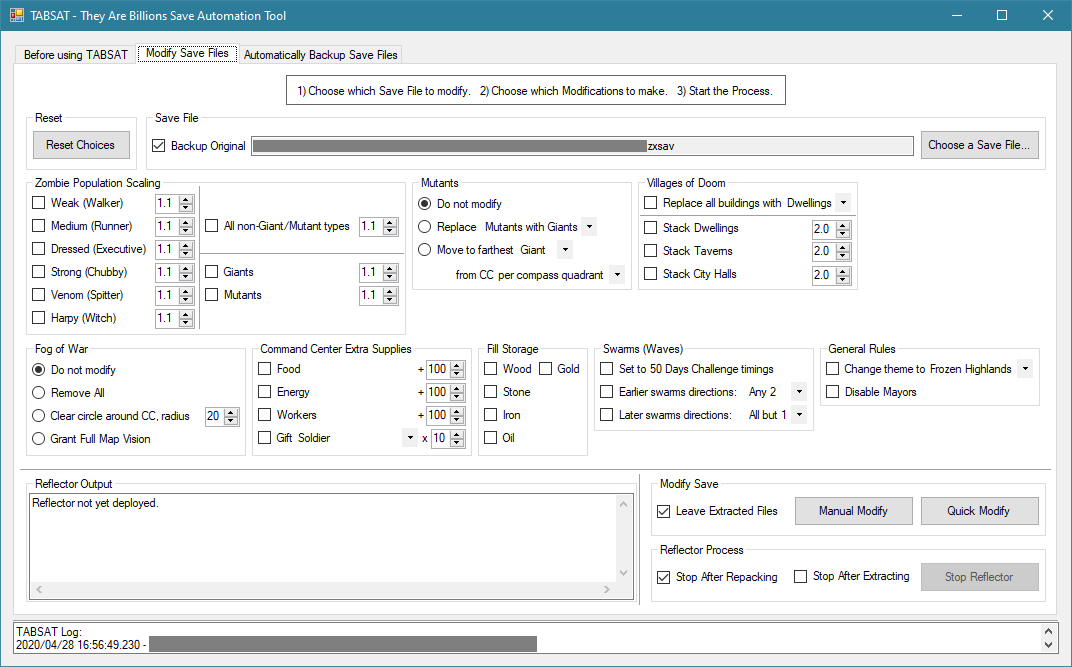 TABSAT - They Are Billions Save Automation Tool
Before using TABSAT
Modify Save Files
Automatically Backup Save Files
1) Choose which Save File to modify.   2) Choose which Modifications to make.   3) Start the Process.
Reset
Reset Choices
Save File
Backup Original
zxsav
Choose a Save File...
Zombie Population Scaling
Weak (Walker) 1.1
Medium (Runner) 1.1
Dressed (Executive) 1.1
Strong (Chubby) 1.1
Venom (Spitter) 1.1
Harpy (Witch) 1.1
All non-Giant/Mutant types 1.1
Giants 1.1
Mutants 1.1
Mutants
Do not modify
Replace Mutants with Giants
Move to farthest Giant
from CC per compass quadrant
Villages of Doom
Replace all buildings with Dwellings
Stack Dwellings 2.0
Stack Taverns 2.0
Stack City Halls 2.0
Fog of War
Do not modify
Remove All
Clear circle around CC, radius 20
Grant Full Map Vision
Command Center Extra Supplies
Food + 100
Energy + 100
Workers + 100
Gift Soldier x 10
Fill Storage
Wood Gold
Stone
Iron
Oil
Swarms (Waves)
Set to 50 Days Challenge timings
Earlier swarms directions: Any 2
Later swarms directions: All but 1
General Rules
Change theme to Frozen Highlands
Disable Mayors
Reflector Output
Reflector not yet deployed.
Modify Save
Leave Extracted Files
Manual Modify
Quick Modify
Reflector Process
Stop After Repacking
Stop After Extracting
Stop Reflector
TABSAT Log:
2020/04/28 16:56:49.230 -